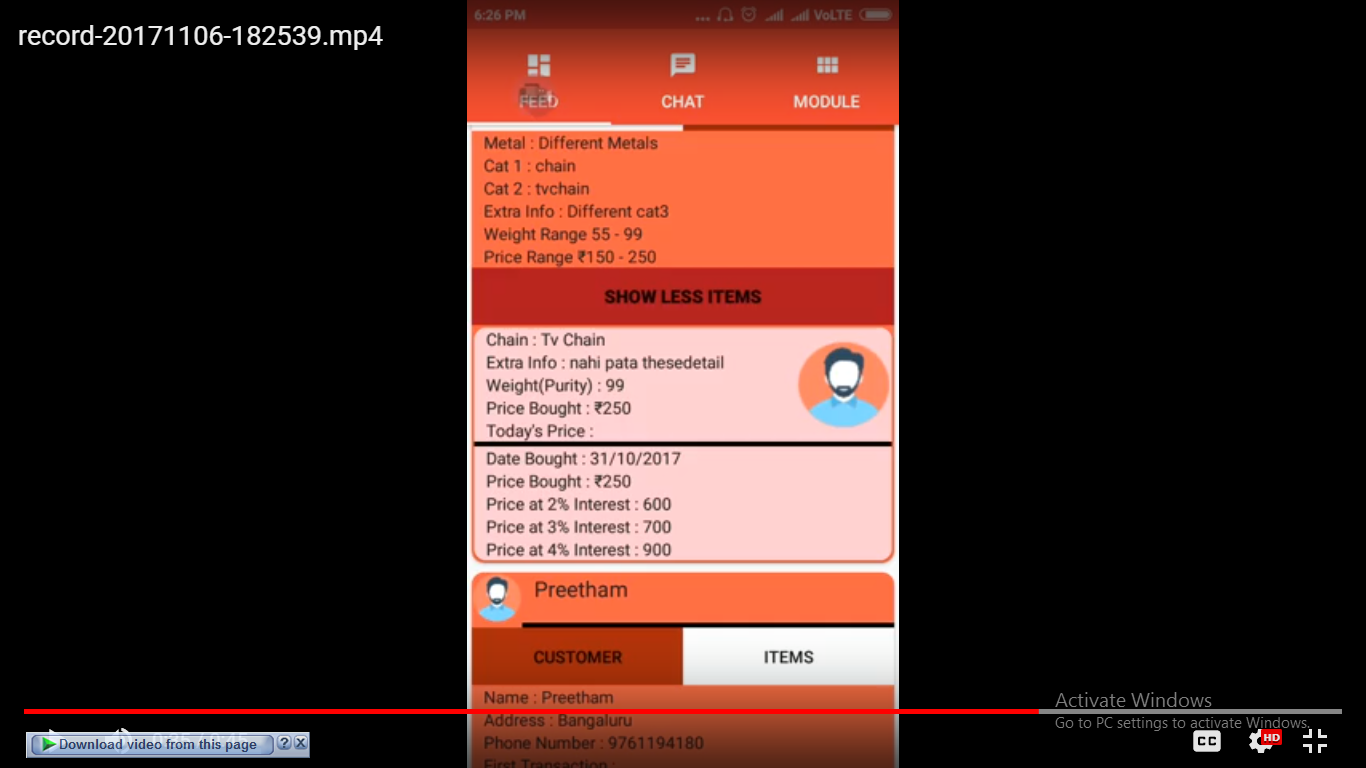 record-20171106-182539.mp4
6:26 PM
... VoLTE
FEED
CHAT
MODULE
Metal : Different Metals
Cat 1 : chain
Cat 2 : tvchain
Extra Info : Different cat3
Weight Range 55 - 99
Price Range ₹150 - 250
SHOW LESS ITEMS
Chain : Tv Chain
Extra Info : nahi pata thesedetail
Weight(Purity) : 99
Price Bought : ₹250
Today's Price :
Date Bought : 31/10/2017
Price Bought : ₹250
Price at 2% Interest : 600
Price at 3% Interest : 700
Price at 4% Interest : 900
Preetham
CUSTOMER
ITEMS
Name : Preetham
Address : Bangaluru
Phone Number : 9761194180
First Transaction :
Activate Windows
Go to PC settings to activate Windows.
Download video from this page
? X
CC
HD